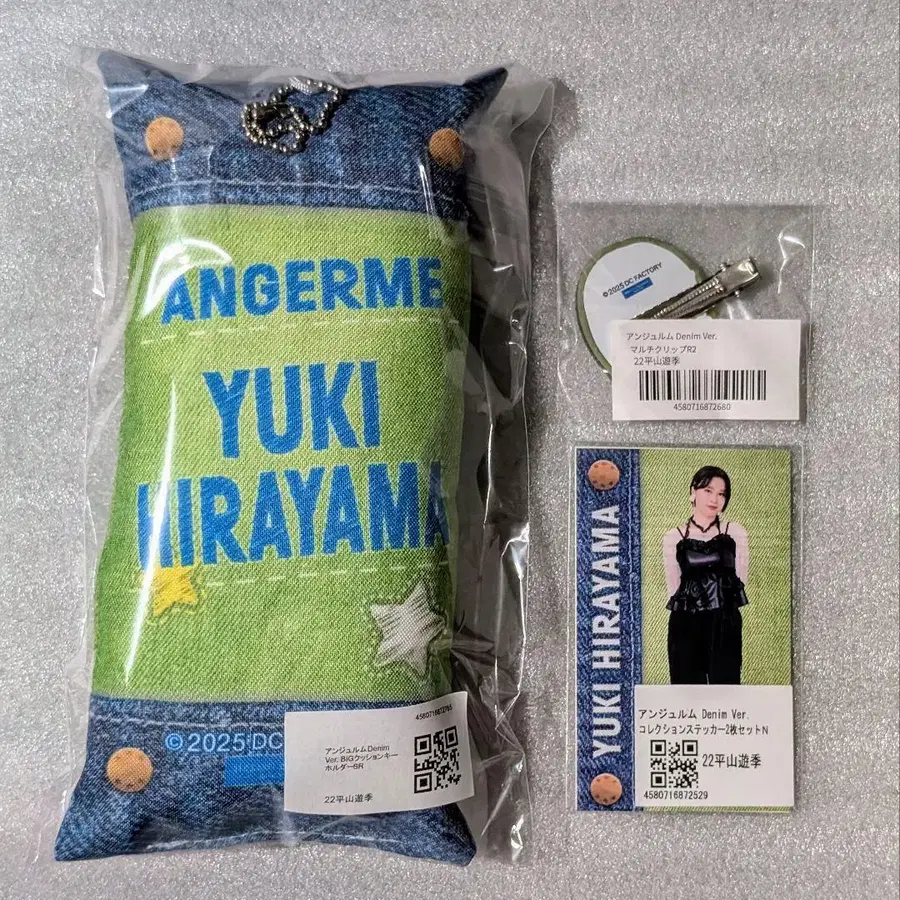 ANGERME
YUKI
HIRAYAMA
© 2025 DC
4580716872765
アンジュルムDenim
Ver. BIGクッションキー
ホルダー6R
22平山遊季
© 2025 DC FACTORY
アンジュルム Denim Ver.
マルチクリップR2
22平山遊季
4580716872680
YUKI HIRAYAMA
アンジュルム Denim Ver.
コレクションステッカー2枚セットN
22平山遊季
4580716872529